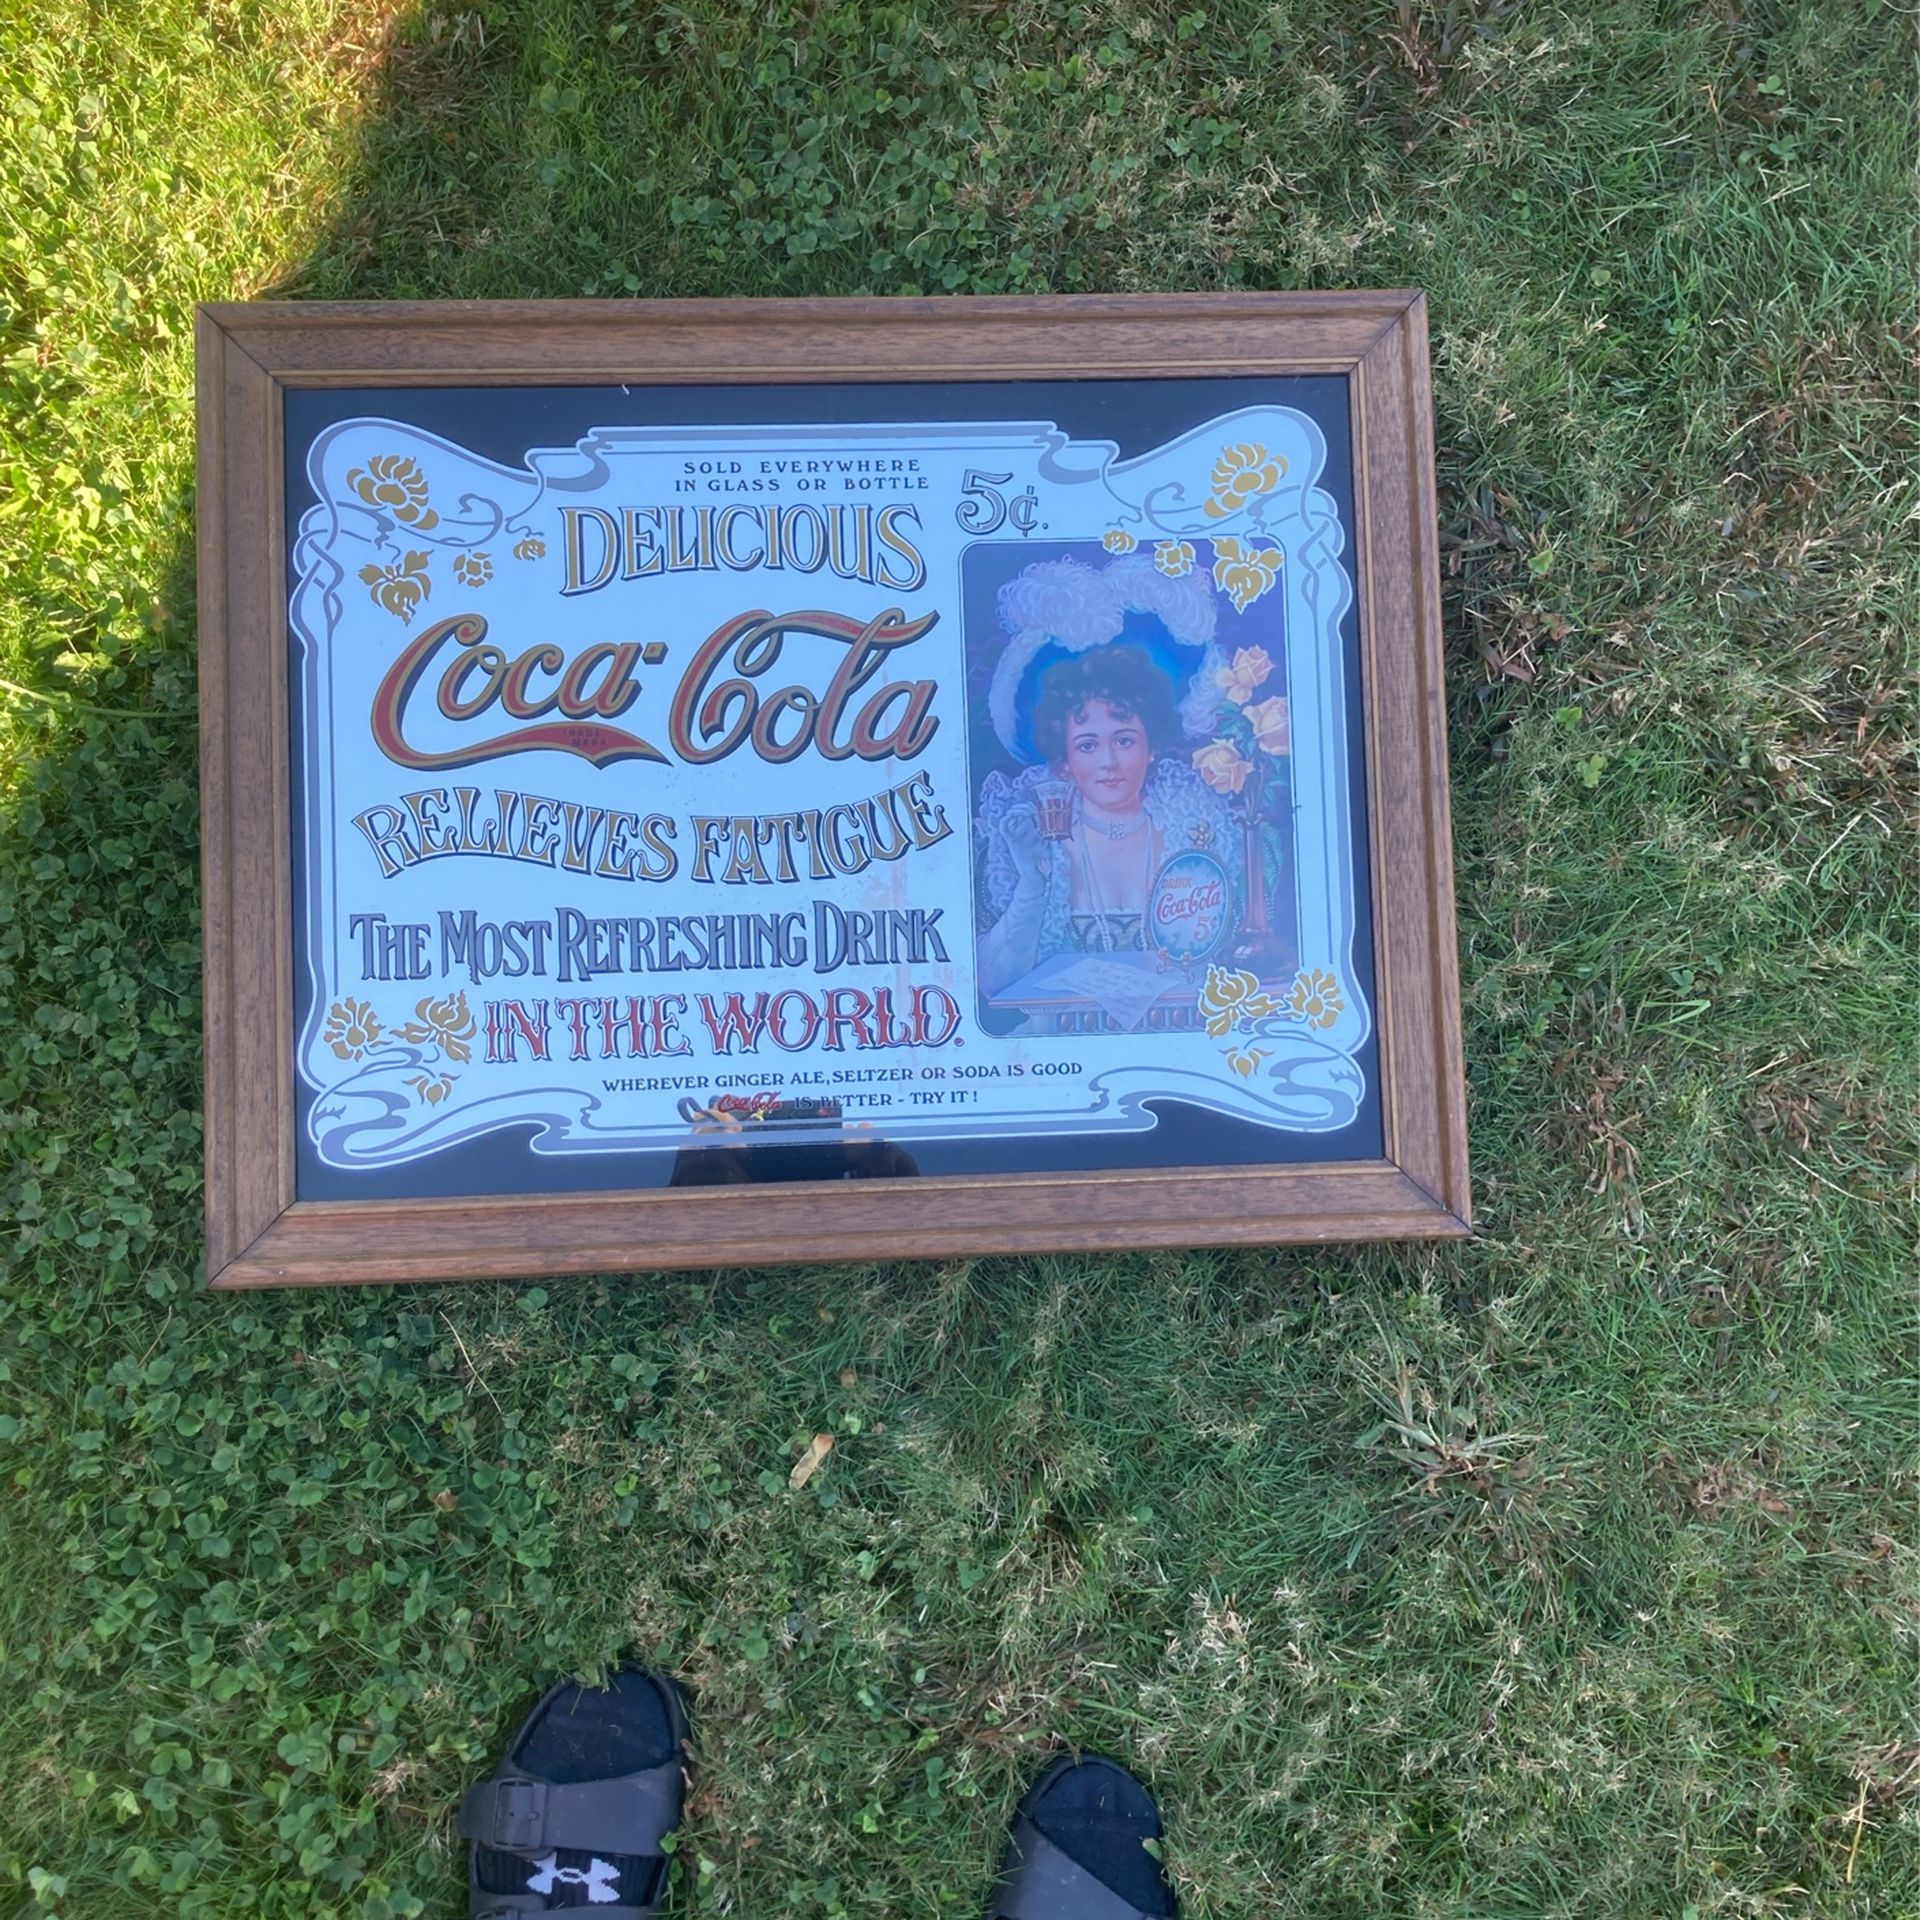 SOLD EVERYWHERE
IN GLASS OR BOTTLE
5¢.
DELICIOUS
Coca-Cola
TRADE
MARK
RELIEVES FATIGUE
THE MOST REFRESHING DRINK
IN THE WORLD.
DRINK
Coca-Cola
5¢
WHEREVER GINGER ALE, SELTZER OR SODA IS GOOD
Coca-Cola IS BETTER - TRY IT!